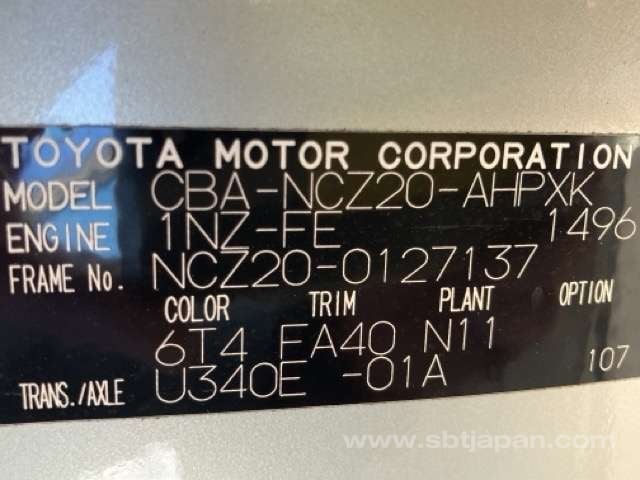 TOYOTA MOTOR CORPORATION
MODEL CBA-NCZ20-AHPXK
ENGINE 1NZ-FE 1496
FRAME No. NCZ20-0127137
COLOR TRIM PLANT OPTION
6T4 FA40 N11
TRANS./AXLE U340E -01A 107
www.sbtjapan.com